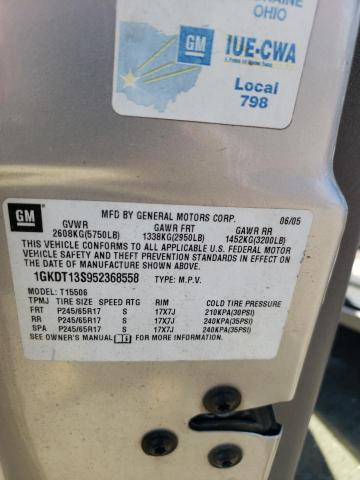 OHIO
GM
IUE-CWA
Local
798
GM
MFD BY GENERAL MOTORS CORP. 06/05
GVWR GAWR FRT GAWR RR
2608KG(5750LB) 1338KG(2950LB) 1452KG(3200LB)
THIS VEHICLE CONFORMS TO ALL APPLICABLE U.S. FEDERAL MOTOR
VEHICLE SAFETY AND THEFT PREVENTION STANDARDS IN EFFECT ON
THE DATE OF MANUFACTURE SHOWN ABOVE.
1GKDT13S952368558 TYPE: M.P.V.
MODEL: T15506
TPMJ TIRE SIZE SPEED RTG RIM COLD TIRE PRESSURE
FRT P245/65R17 S 17X7J 210KPA(30PSI)
RR P245/65R17 S 17X7J 240KPA(35PSI)
SPA P245/65R17 S 17X7J 240KPA(35PSI)
SEE OWNER'S MANUAL FOR MORE INFORMATION.